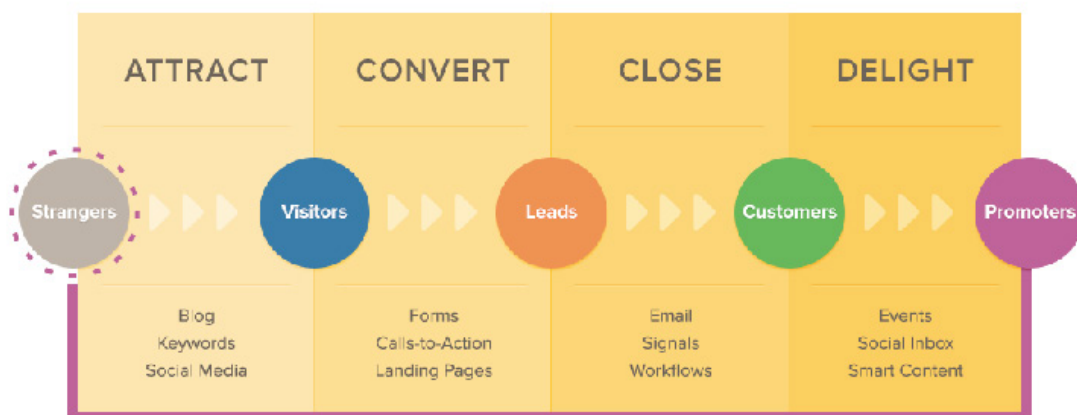 ATTRACT
CONVERT
CLOSE
DELIGHT
Strangers
Visitors
Leads
Customers
Promoters
Blog
Keywords
Social Media
Forms
Calls-to-Action
Landing Pages
Email
Signals
Workflows
Events
Social Inbox
Smart Content